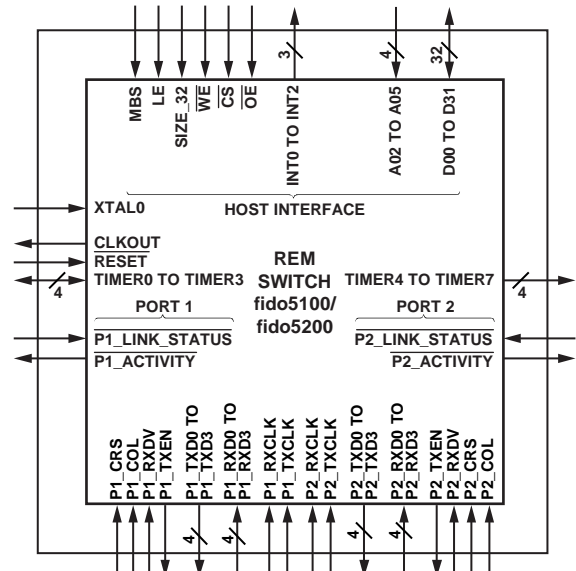 3
4
32
MBS
LE
SIZE_32
WE
CS
OE
INT0 TO INT2
A02 TO A05
D00 TO D31
HOST INTERFACE
XTAL0
CLKOUT
RESET
TIMER0 TO TIMER3
4
REM
SWITCH
fido5100/
fido5200
TIMER4 TO TIMER7
4
PORT 1
P1_LINK_STATUS
P1_ACTIVITY
PORT 2
P2_LINK_STATUS
P2_ACTIVITY
P1_CRS
P1_COL
P1_RXDV
P1_TXEN
P1_TXD0 TO
P1_TXD3
P1_RXD0 TO
P1_RXD3
P1_RXCLK
P1_TXCLK
P2_RXCLK
P2_TXCLK
P2_TXD0 TO
P2_TXD3
P2_RXD0 TO
P2_RXD3
P2_TXEN
P2_RXDV
P2_CRS
P2_COL
4
4
4
4